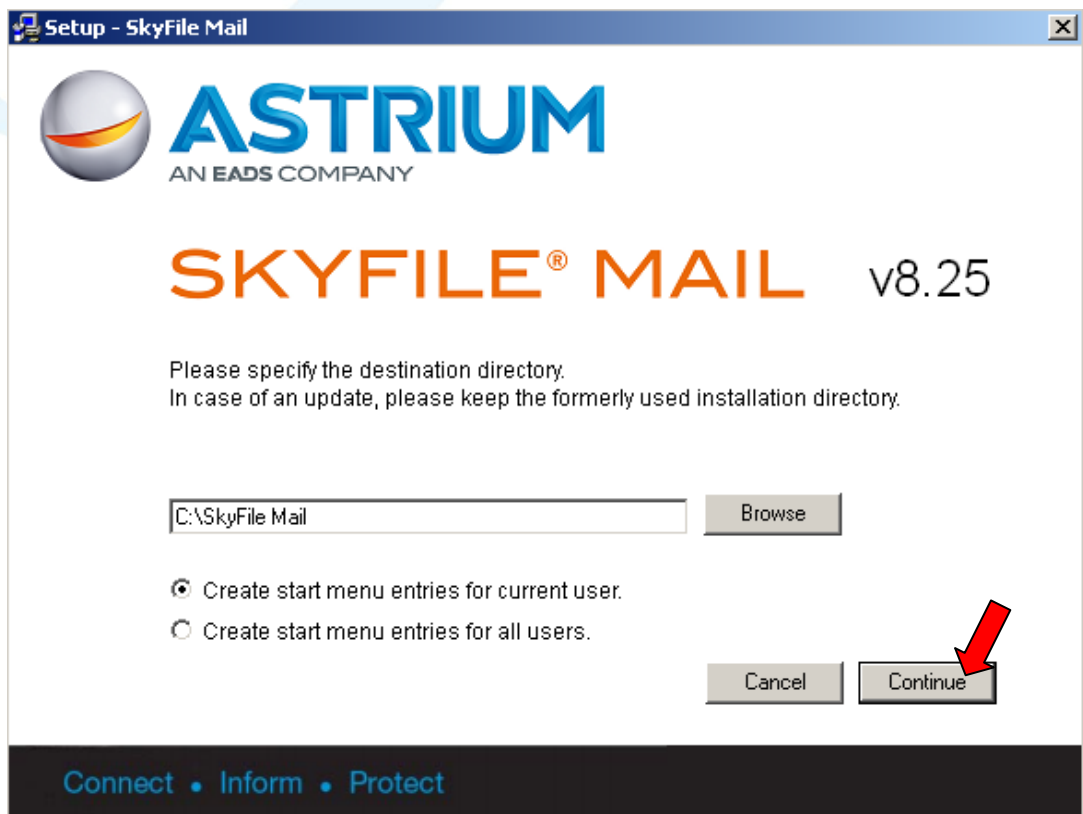 Setup - SkyFile Mail
ASTRIUM
AN EADS COMPANY
SKYFILE® MAIL v8.25
Please specify the destination directory.
In case of an update, please keep the formerly used installation directory.
C:\SkyFile Mail
Browse
Create start menu entries for current user.
Create start menu entries for all users.
Cancel Continue
Connect • Inform • Protect